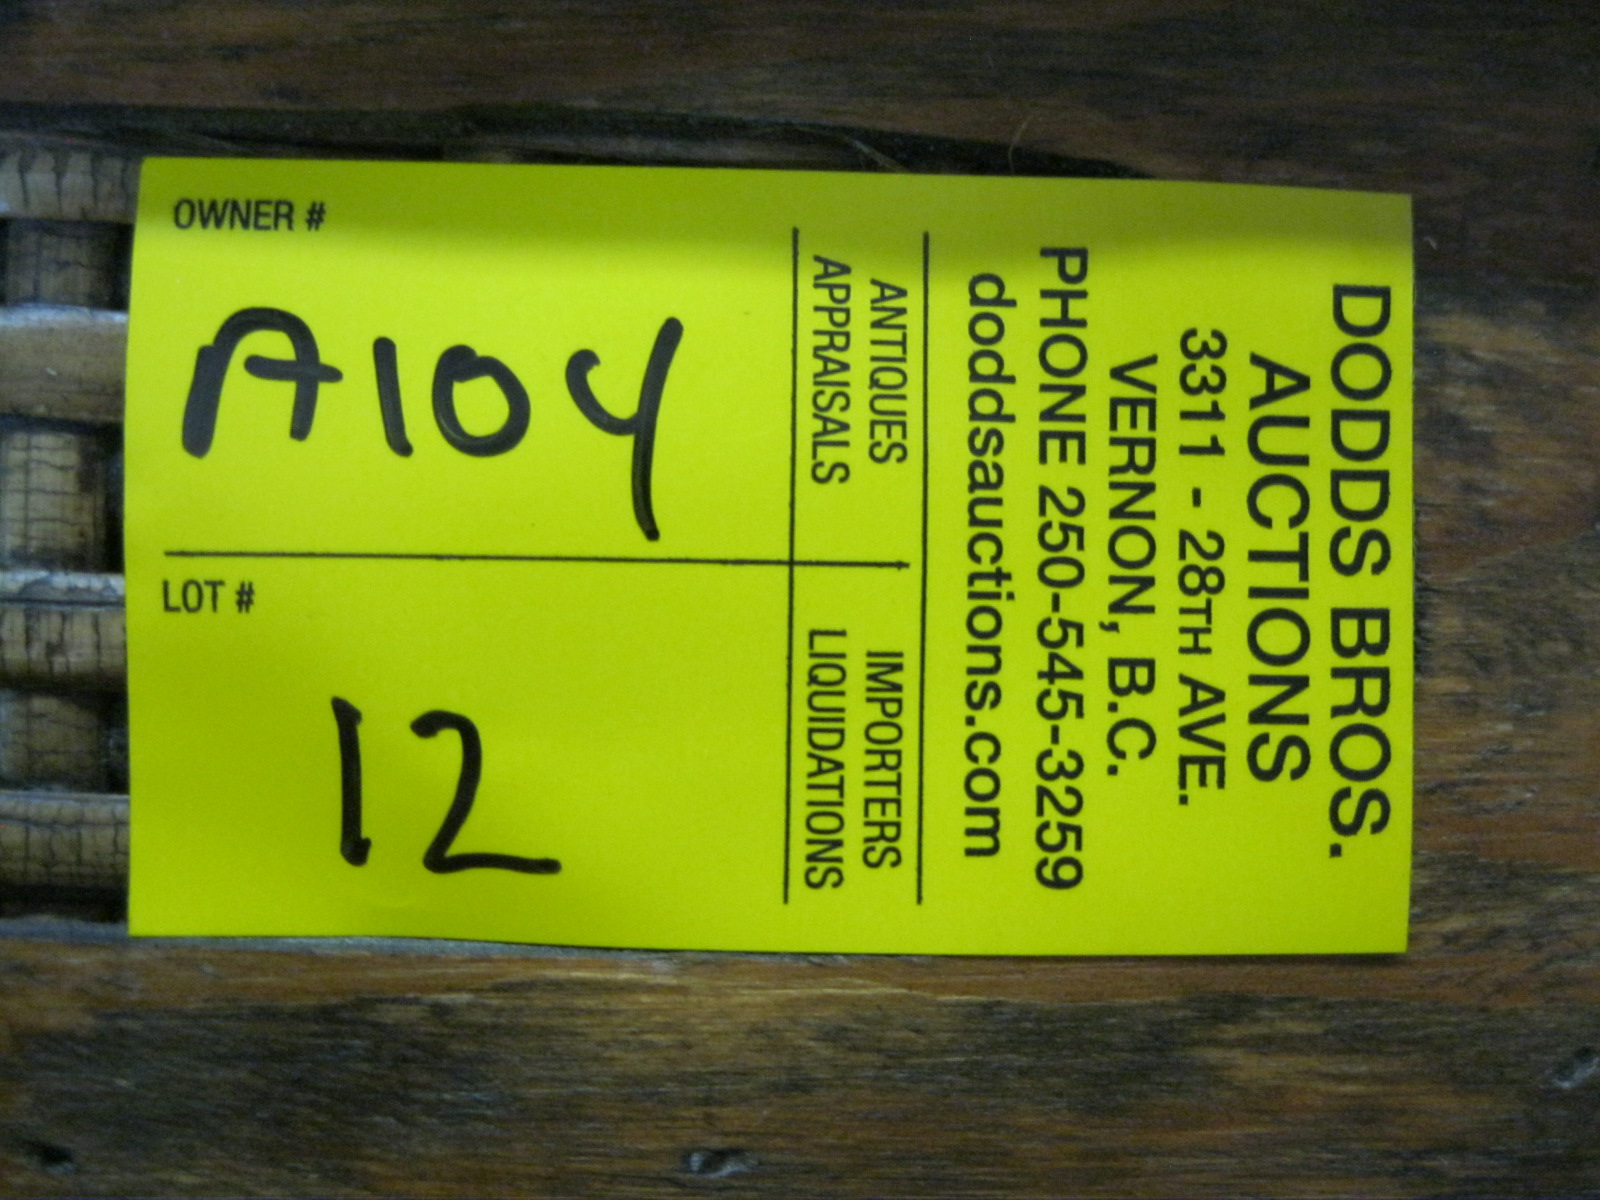 DODDS BROS.
AUCTIONS
3311 - 28TH AVE.
VERNON, B.C.
PHONE 250-545-3259
doddsauctions.com
ANTIQUES
APPRAISALS
IMPORTERS
LIQUIDATIONS
OWNER #
A104
LOT #
12